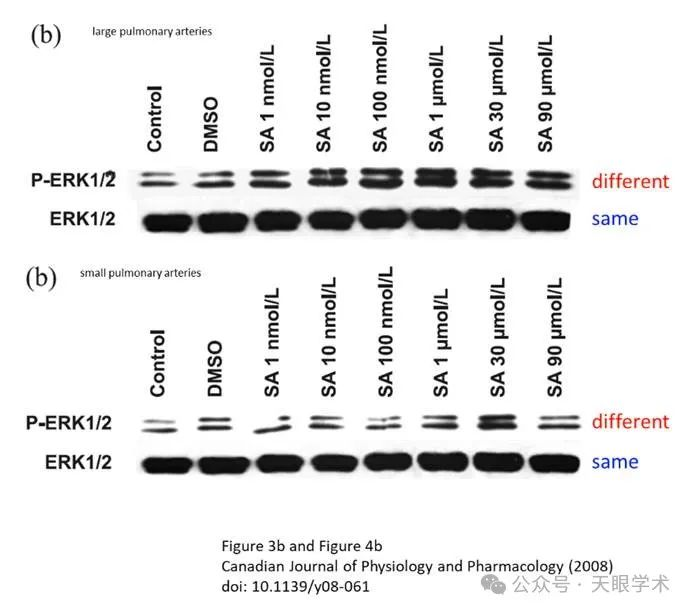 (b) large pulmonary arteries
Control
DMSO
SA 1 nmol/L
SA 10 nmol/L
SA 100 nmol/L
SA 1 µmol/L
SA 30 µmol/L
SA 90 µmol/L
P-ERK1/2 different
ERK1/2 same
(b) small pulmonary arteries
Control
DMSO
SA 1 nmol/L
SA 10 nmol/L
SA 100 nmol/L
SA 1 µmol/L
SA 30 µmol/L
SA 90 µmol/L
P-ERK1/2 different
ERK1/2 same
Figure 3b and Figure 4b
Canadian Journal of Physiology and Pharmacology (2008)
doi: 10.1139/y08-061
公众号 · 天眼学术